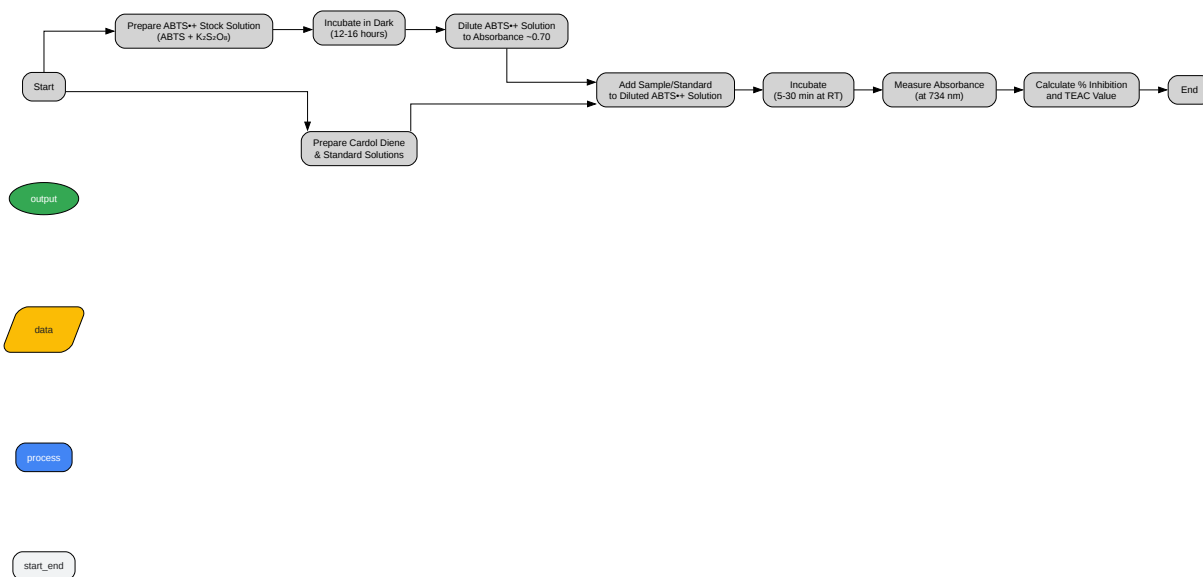 Prepare ABTS•+ Stock Solution
(ABTS + K₂S₂O₈)
Incubate in Dark
(12-16 hours)
Dilute ABTS•+ Solution
to Absorbance ~0.70
Start
Add Sample/Standard
to Diluted ABTS•+ Solution
Incubate
(5-30 min at RT)
Measure Absorbance
(at 734 nm)
Calculate % Inhibition
and TEAC Value
End
Prepare Cardol Diene
& Standard Solutions
output
data
process
start_end